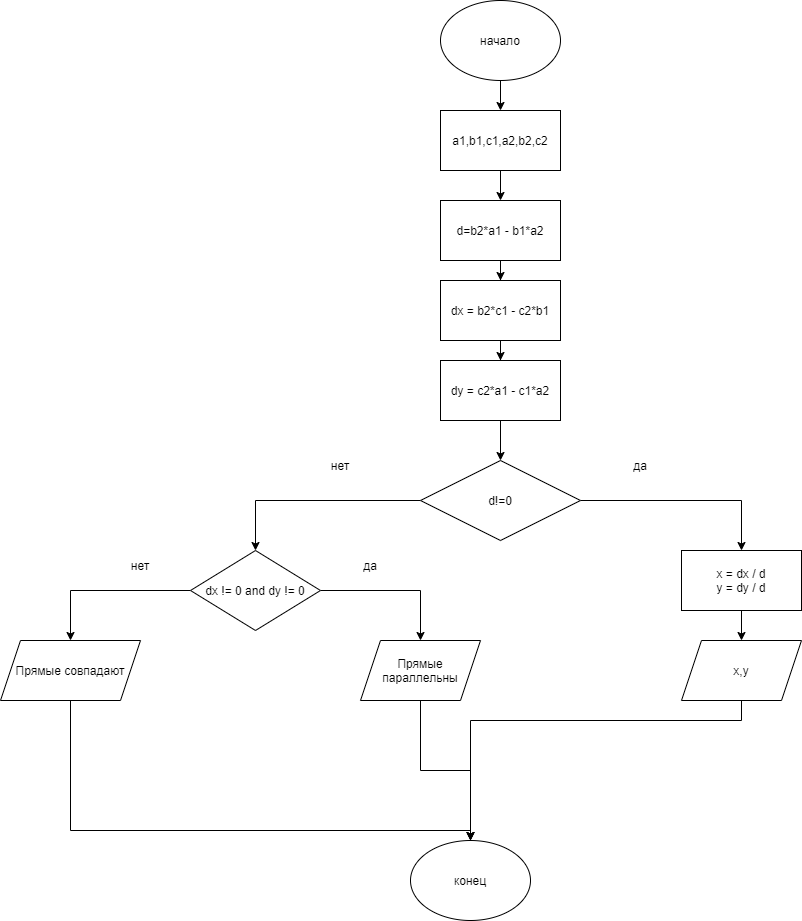 начало
a1,b1,c1,a2,b2,c2
d=b2*a1 - b1*a2
dx = b2*c1 - c2*b1
dy = c2*a1 - c1*a2
нет
да
d!=0
нет
да
dx != 0 and dy != 0
x = dx / d
y = dy / d
Прямые совпадают
Прямые
параллельны
x,y
конец